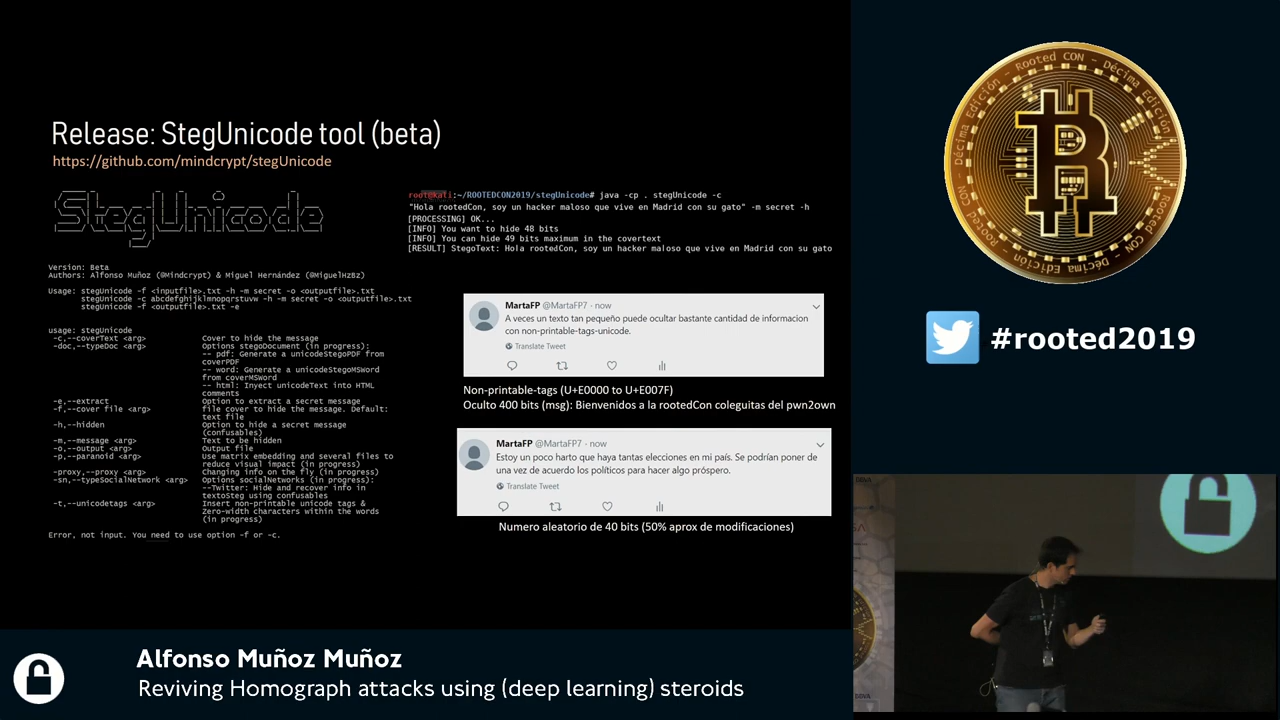 Release: StegUnicode tool (beta)
https://github.com/mindcrypt/stegUnicode
StegUnicode
Version: Beta
Authors: Alfonso Muñoz (@Mindcrypt) & Miguel Hernández (@MiguelHzBz)
Usage: stegUnicode -f <inputfile>.txt -h -m secret -o <outputfile>.txt
stegUnicode -c abcdefghijklmnopqrstuvw -h -m secret -o <outputfile>.txt
stegUnicode -f <outputfile>.txt -e
usage: stegUnicode
-c,--coverText <arg> Cover to hide the message
-doc,--typeDoc <arg> Options stegoDocument (in progress):
-- pdf: Generate a unicodeStegoPDF from
coverPDF
-- word: Generate a unicodeStegoMSWord
from coverMSWord
-- html: Inyect unicodeText into HTML
comments
-e,--extract Option to extract a secret message
-f,--cover file <arg> file cover to hide the message. Default:
text file
-h,--hidden Option to hide a secret message
(confusables)
-m,--message <arg> Text to be hidden
-o,--output <arg> Output file
-p,--paranoid <arg> Use matrix embedding and several files to
reduce visual impact (in progress)
-proxy,--proxy <arg> Changing info on the fly (in progress)
-sn,--typeSocialNetwork <arg> Options socialNetworks (in progress):
--Twitter: Hide and recover info in
textoSteg using confusables
-t,--unicodetags <arg> Insert non-printable unicode tags &
Zero-width characters within the words
(in progress)
Error, not input. You need to use option -f or -c.
root@kali:~/ROOTEDCON2019/stegUnicode# java -cp . stegUnicode -c
"Hola rootedCon, soy un hacker maloso que vive en Madrid con su gato" -m secret -h
[PROCESSING] OK...
[INFO] You want to hide 48 bits
[INFO] You can hide 49 bits maximum in the covertext
[RESULT] StegoText: Hola rootedCon, soy un hacker maloso que vive en Madrid con su gato
MartaFP @MartaFP7 · now
A veces un texto tan pequeño puede ocultar bastante cantidad de informacion
con non-printable-tags-unicode.
Translate Tweet
Non-printable-tags (U+E0000 to U+E007F)
Oculto 400 bits (msg): Bienvenidos a la rootedCon coleguitas del pwn2own
MartaFP @MartaFP7 · now
Estoy un poco harto que haya tantas elecciones en mi país. Se podrían poner de
una vez de acuerdo los políticos para hacer algo próspero.
Translate Tweet
Numero aleatorio de 40 bits (50% aprox de modificaciones)
Rooted CON - Décima Edición - Rooted CON - Décima Edición -
#rooted2019
Alfonso Muñoz Muñoz
Reviving Homograph attacks using (deep learning) steroids